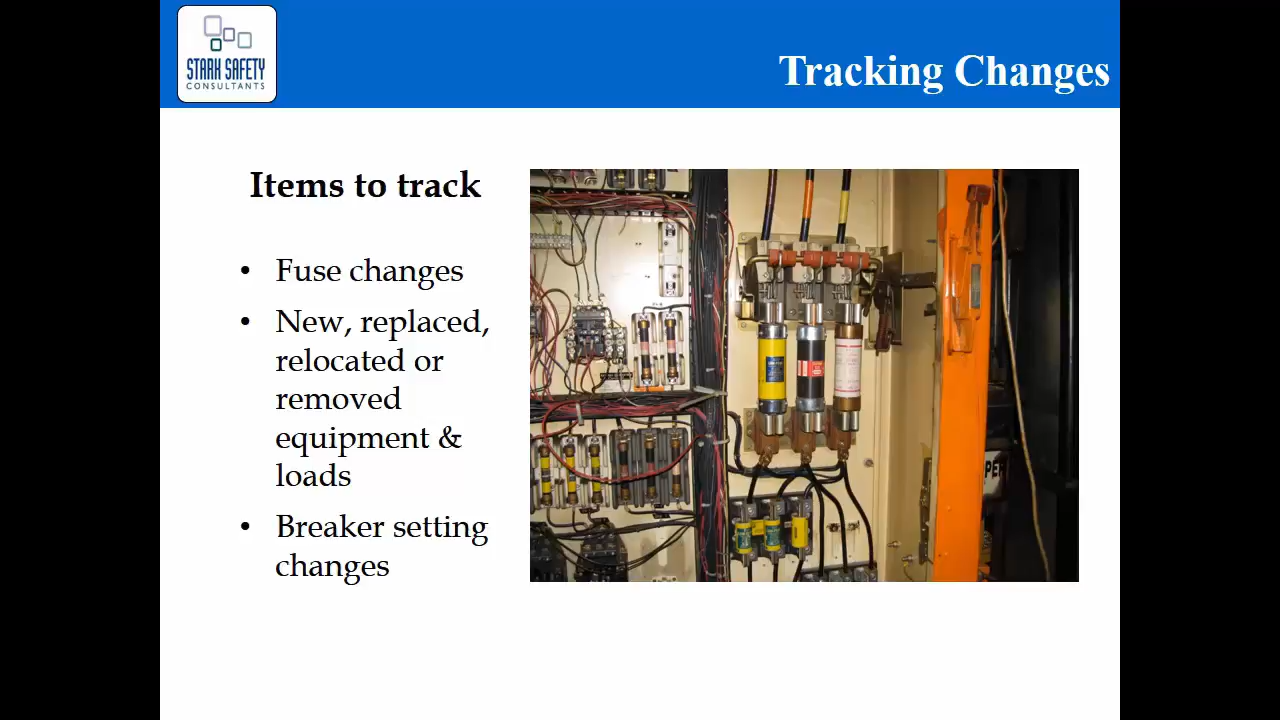 STARK SAFETY
CONSULTANTS
Tracking Changes
Items to track
• Fuse changes
• New, replaced,
relocated or
removed
equipment &
loads
• Breaker setting
changes